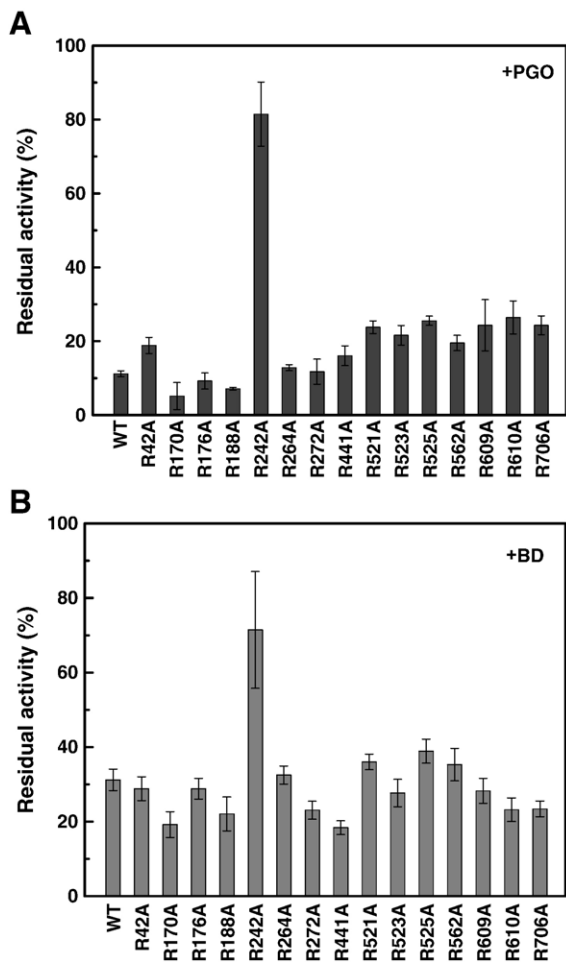 A
100
+PGO
80
60
40
20
0
Residual activity (%)
WT
R42A
R170A
R176A
R188A
R242A
R264A
R272A
R441A
R521A
R523A
R525A
R562A
R609A
R610A
R706A
B
100
+BD
80
60
40
20
0
Residual activity (%)
WT
R42A
R170A
R176A
R188A
R242A
R264A
R272A
R441A
R521A
R523A
R525A
R562A
R609A
R610A
R706A